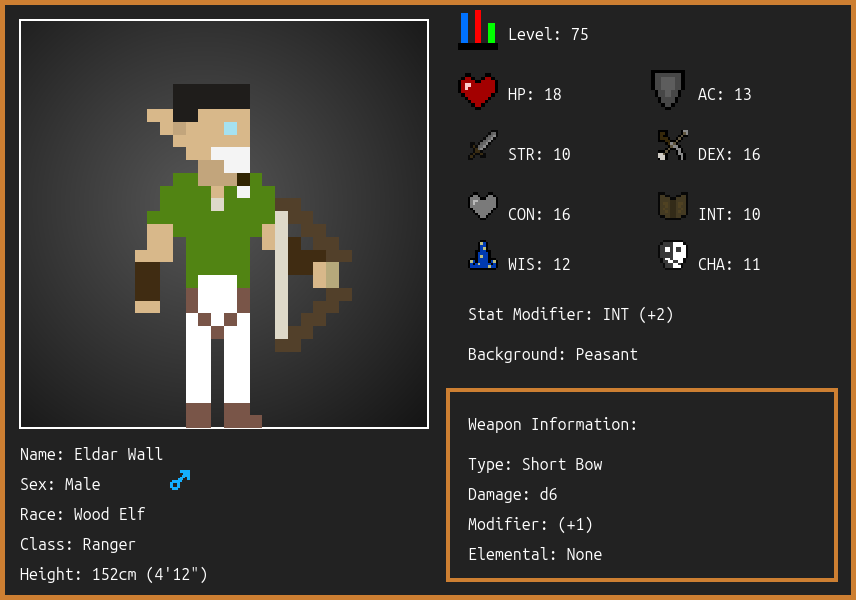 Level: 75
HP: 18
AC: 13
STR: 10
DEX: 16
CON: 16
INT: 10
WIS: 12
CHA: 11
Stat Modifier: INT (+2)
Background: Peasant
Weapon Information:
Type: Short Bow
Damage: d6
Modifier: (+1)
Elemental: None
Name: Eldar Wall
Sex: Male
Race: Wood Elf
Class: Ranger
Height: 152cm (4'12")